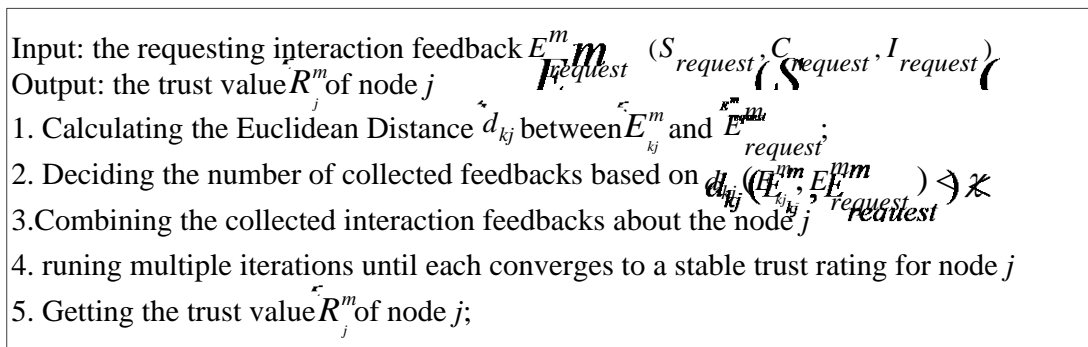 Input: the requesting interaction feedback E^m_request (S_request, C_request, I_request)
Output: the trust value R^m_j of node j
1. Calculating the Euclidean Distance d_kj between E^m_kj and E^m_request;
2. Deciding the number of collected feedbacks based on d_kj (E^m_kj, E^m_request) <
3.Combining the collected interaction feedbacks about the node j
4. runing multiple iterations until each converges to a stable trust rating for node j
5. Getting the trust value R^m_j of node j;